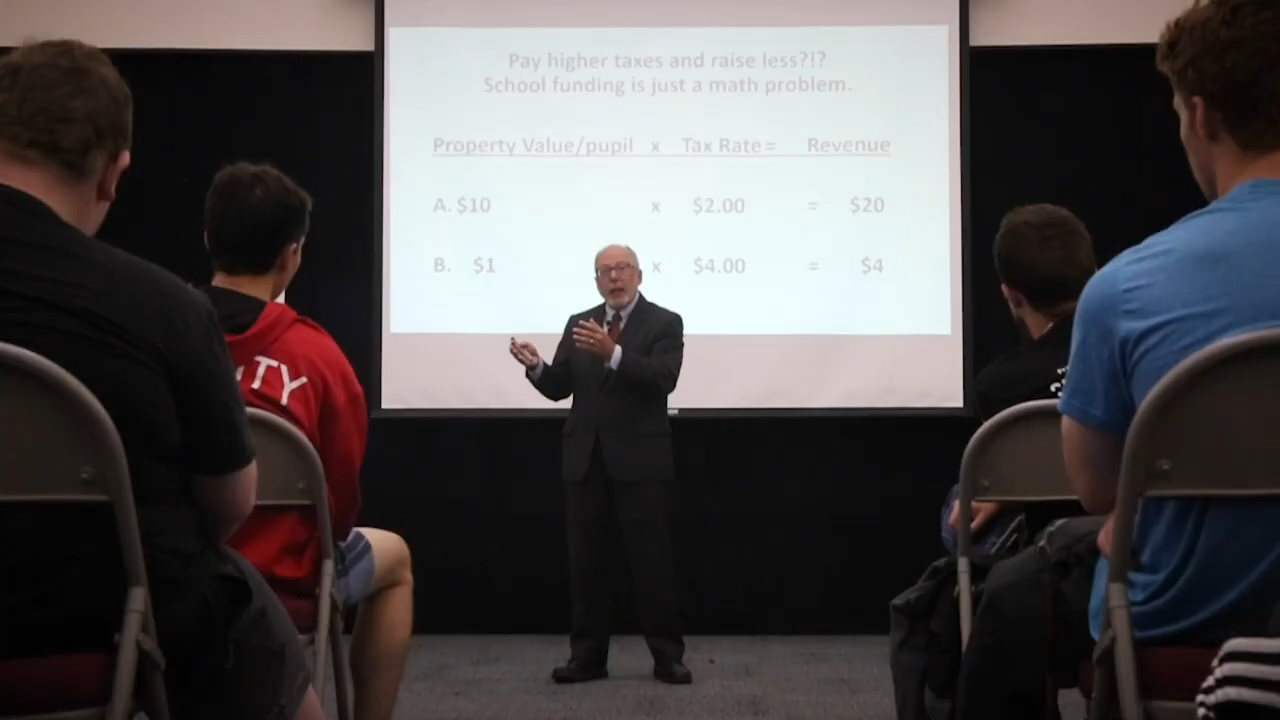 Pay higher taxes and raise less?!?
School funding is just a math problem.
Property Value/pupil x Tax Rate = Revenue
A. $10 x $2.00 = $20
B. $1 x $4.00 = $4
ITY